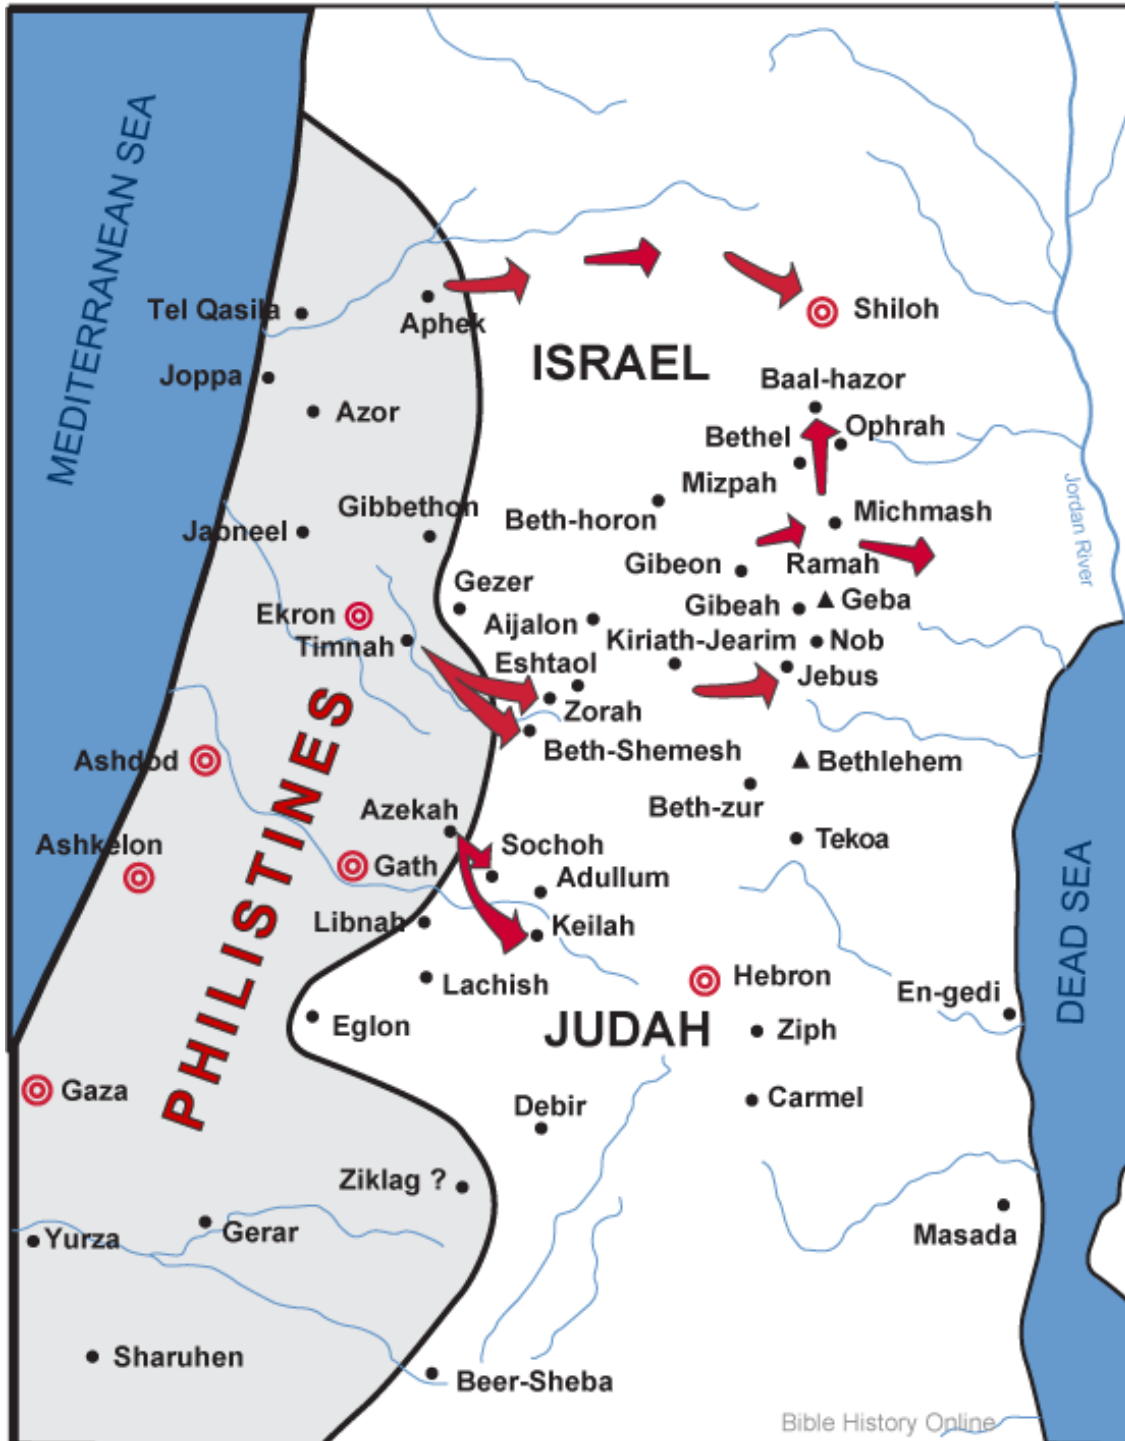 MEDITERRANEAN SEA
Tel Qasila
Aphek
Shiloh
ISRAEL
Joppa
Baal-hazor
Azor
Ophrah
Bethel
Mizpah
Gibbethon
Beth-horon
Michmash
Jordan River
Jabneel
Gibeon
Ramah
Gezer
Geba
Gibeah
Ekron
Aijalon
Kiriath-Jearim
Nob
Timnah
Eshtaol
Jebus
Zorah
Beth-Shemesh
Ashdod
Bethlehem
PHILISTINES
Beth-zur
Azekah
Tekoa
Ashkelon
Sochoh
Gath
Adullum
Libnah
Keilah
DEAD SEA
Hebron
Lachish
En-gedi
Eglon
JUDAH
Ziph
Gaza
Debir
Carmel
Ziklag ?
Gerar
Yurza
Masada
Sharuhen
Beer-Sheba
Bible History Online